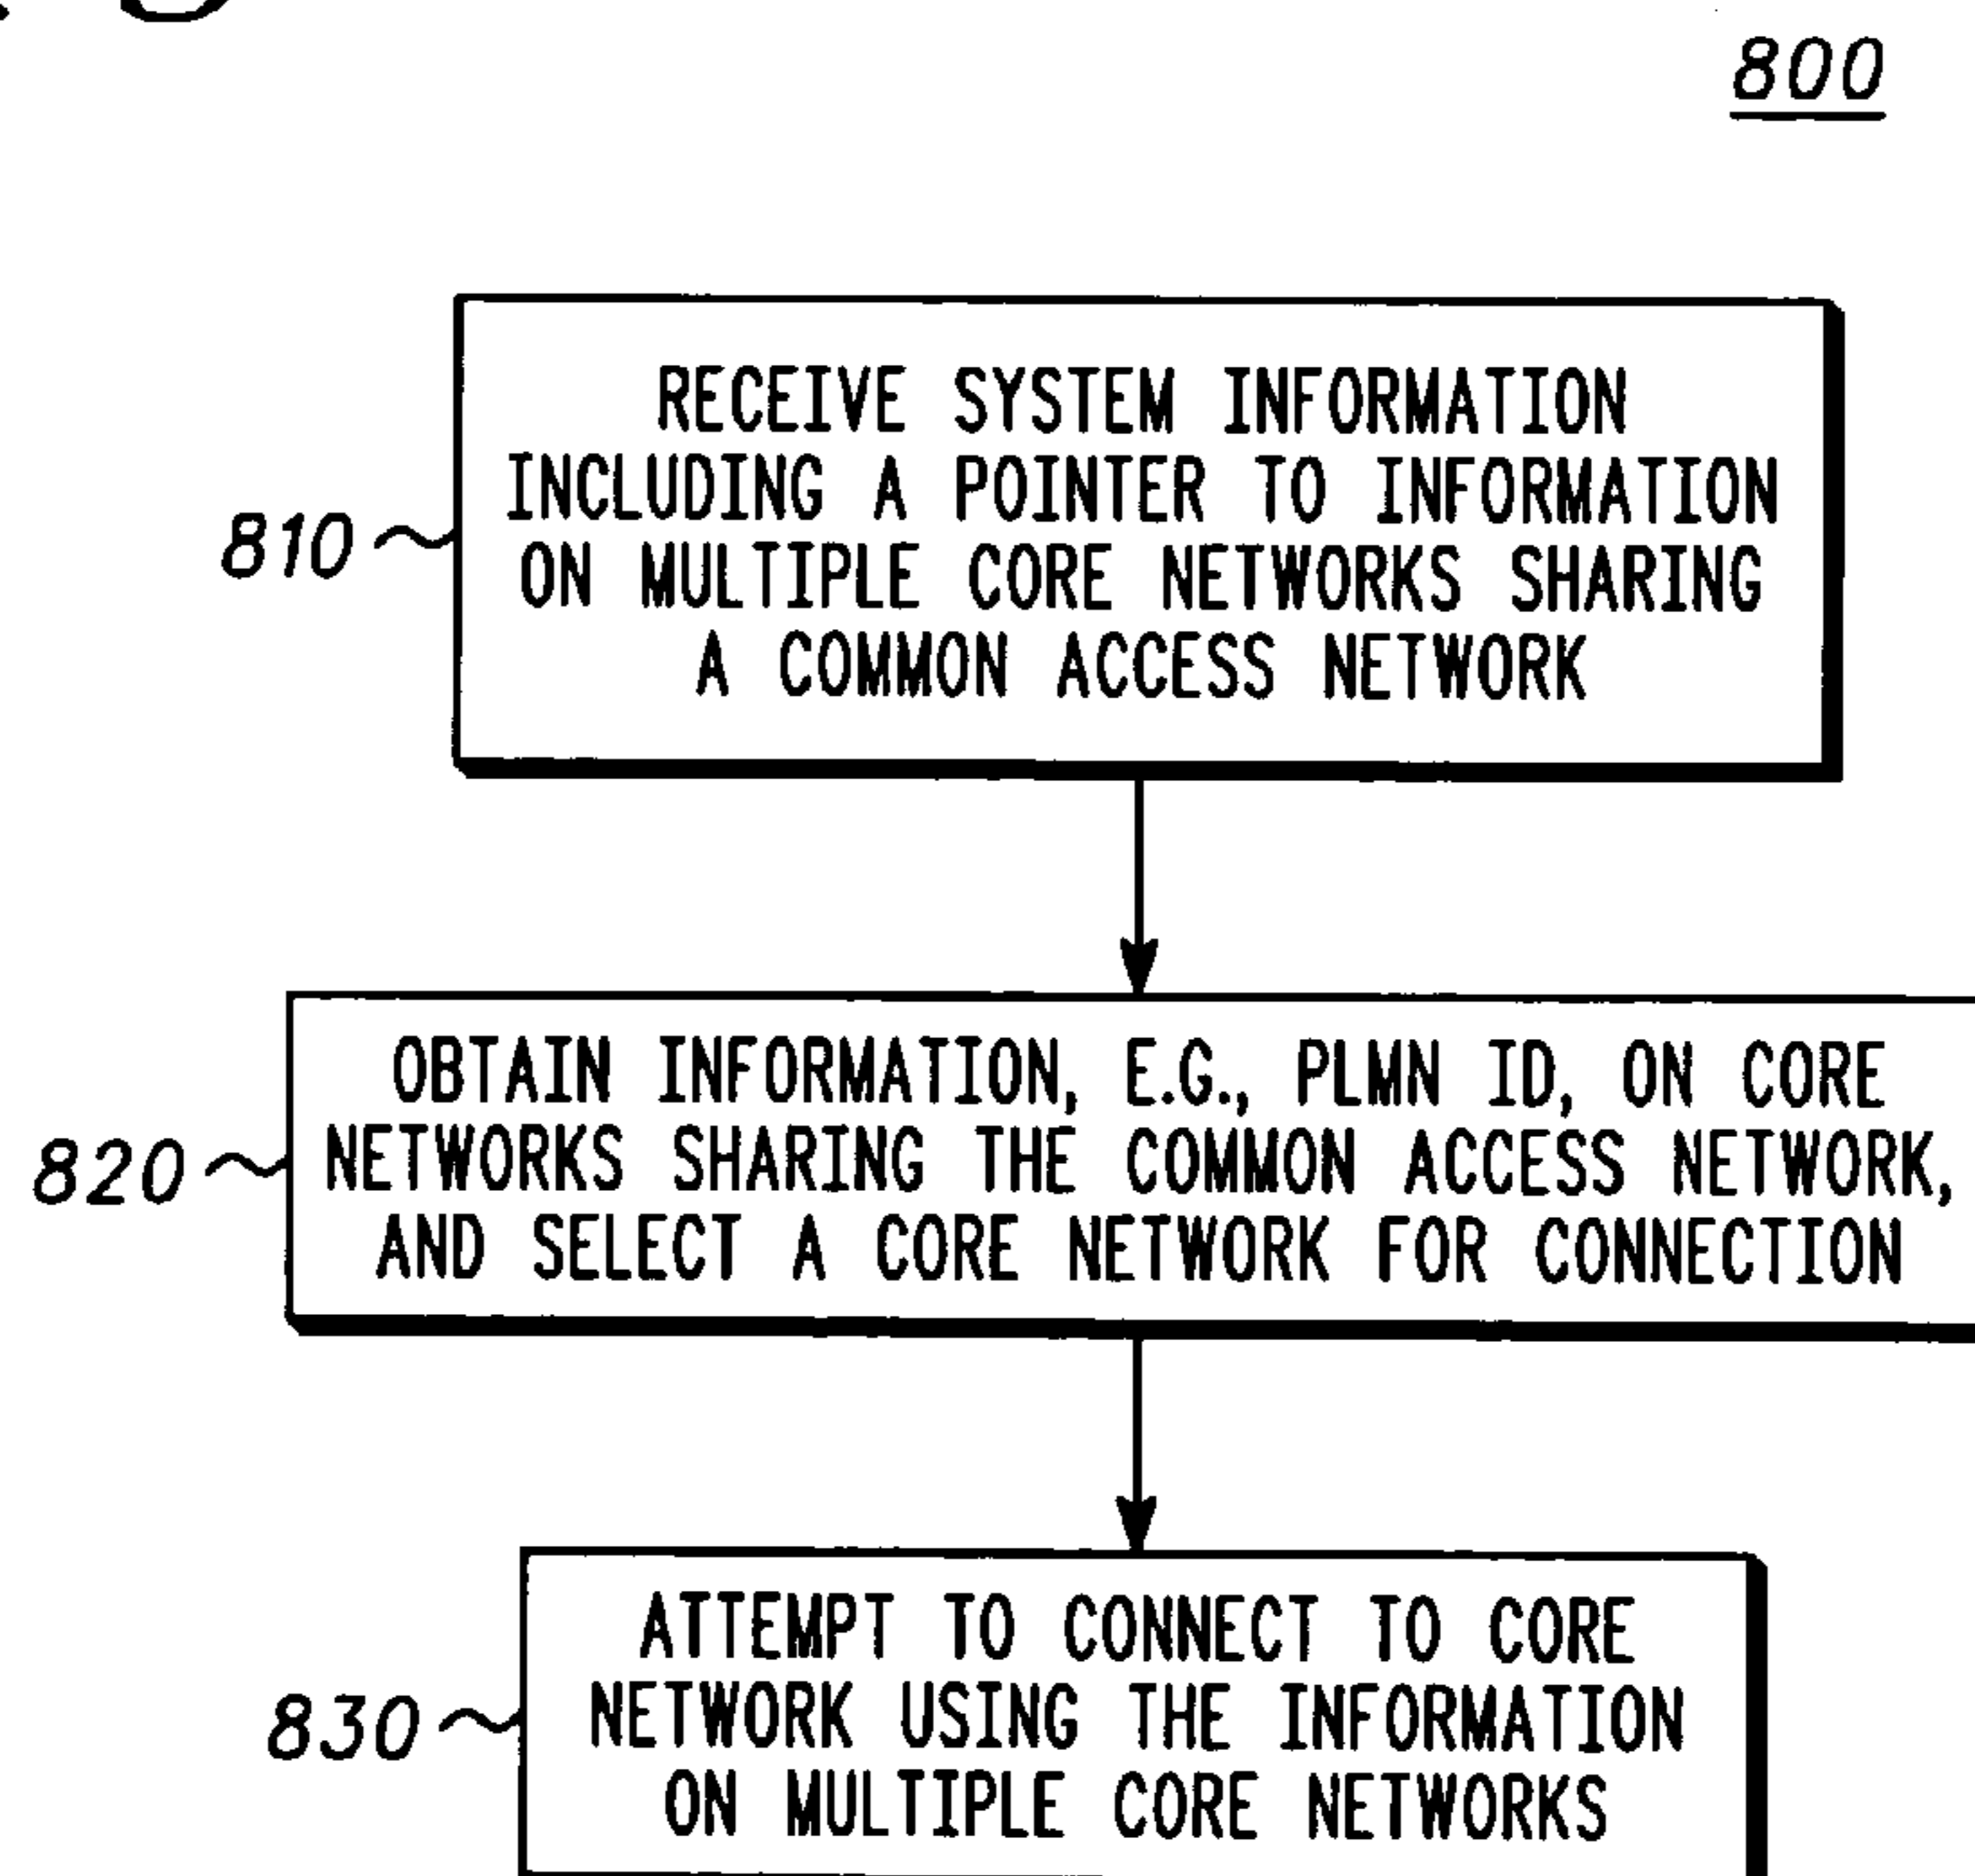 800
RECEIVE SYSTEM INFORMATION
INCLUDING A POINTER TO INFORMATION
810
ON MULTIPLE CORE NETWORKS SHARING
A COMMON ACCESS NETWORK
OBTAIN INFORMATION, E.G., PLMN ID, ON CORE
820
NETWORKS SHARING THE COMMON ACCESS NETWORK,
AND SELECT A CORE NETWORK FOR CONNECTION
ATTEMPT TO CONNECT TO CORE
830
NETWORK USING THE INFORMATION
ON MULTIPLE CORE NETWORKS